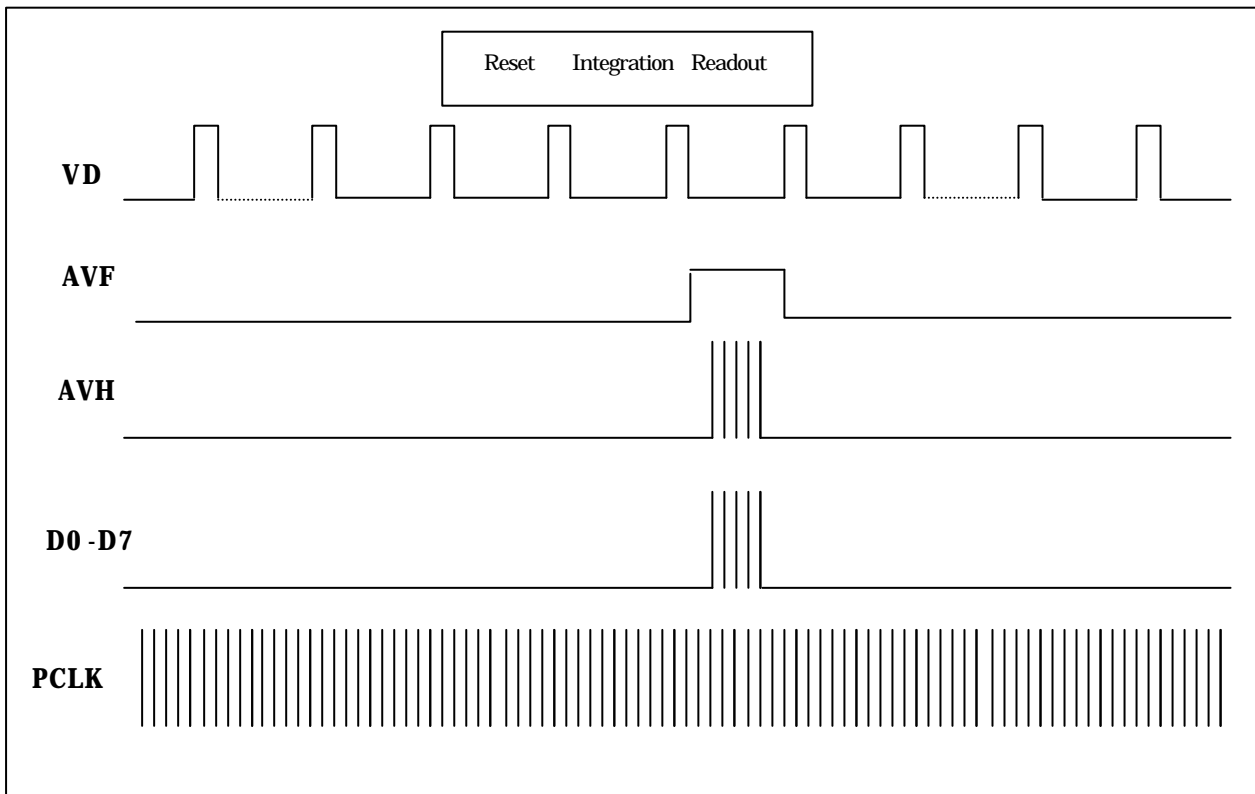 Reset Integration Readout
VD
AVF
AVH
D0 -D7
PCLK